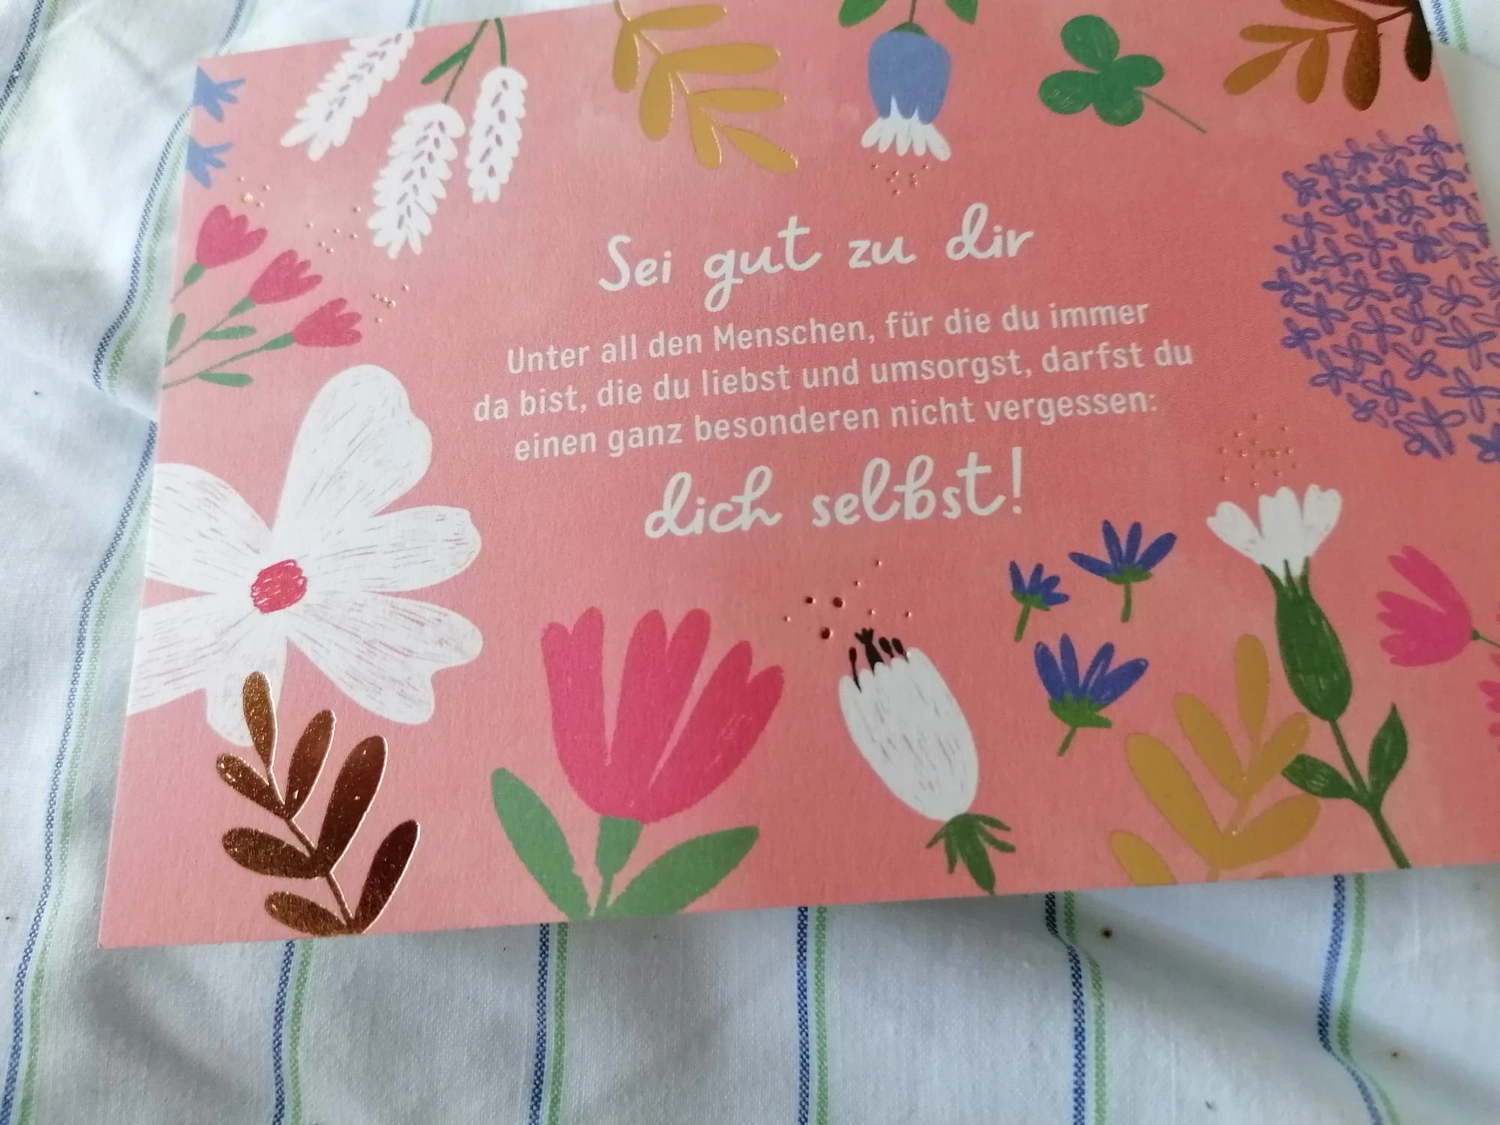 Sei gut zu dir
Unter all den Menschen, für die du immer
da bist, die du liebst und umsorgst, darfst du
einen ganz besonderen nicht vergessen:
dich selbst!